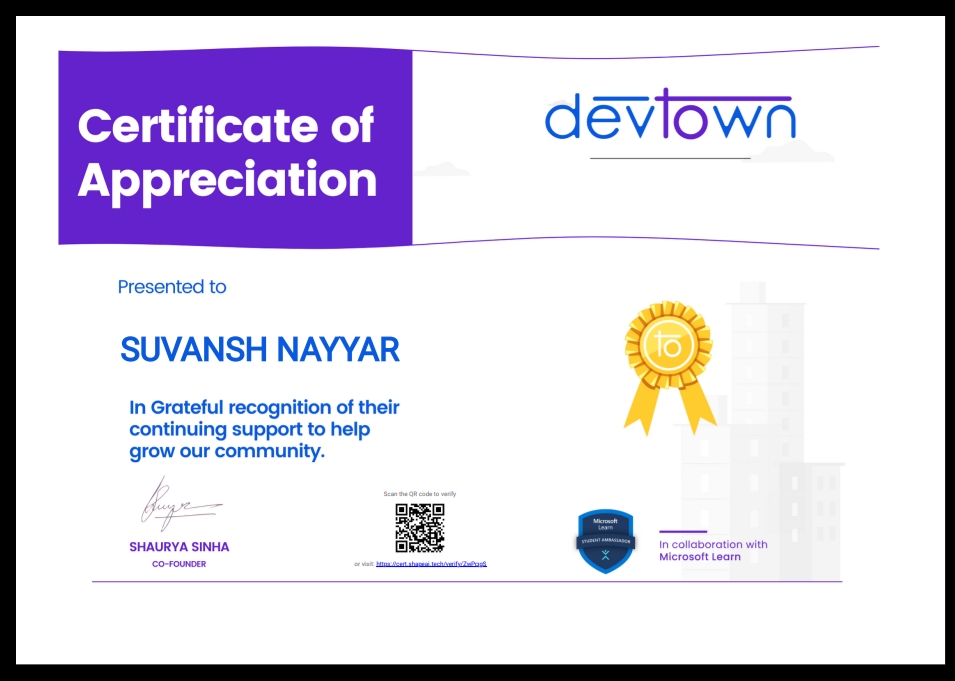 Certificate of
Appreciation
devtown
Presented to
SUVANSH NAYYAR
In Grateful recognition of their
continuing support to help
grow our community.
to
Scan the QR code to verify
SHAURYA SINHA
CO-FOUNDER
or visit: https://cert.shapeai.tech/verify/
Microsoft
Learn
STUDENT AMBASSADOR
In collaboration with
Microsoft Learn